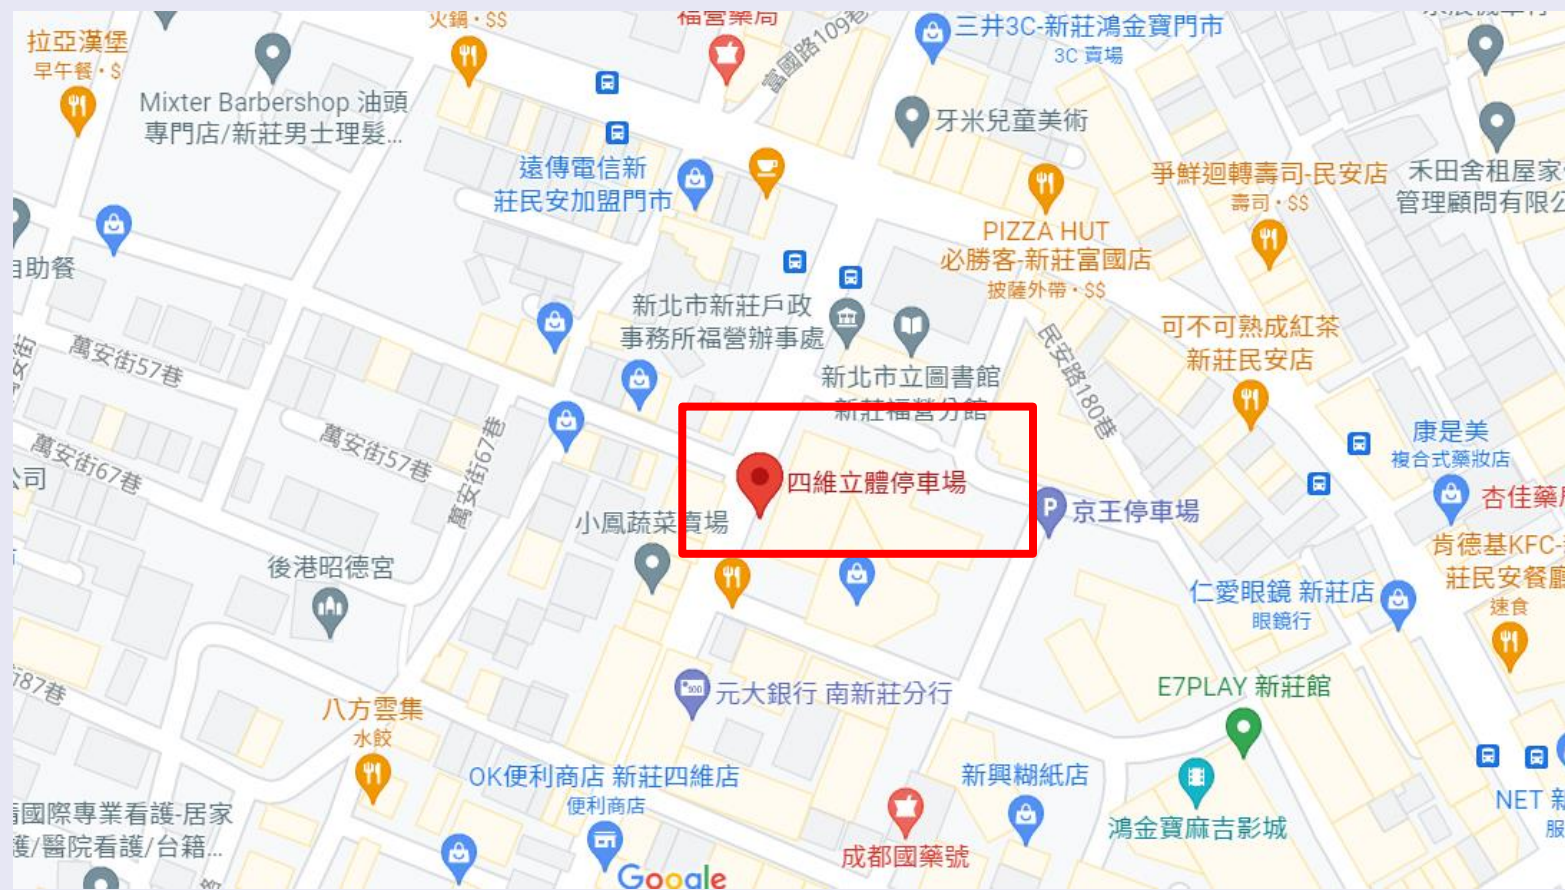 火鍋・$$
福營藥局
富國路109巷
三井3C-新莊鴻金寶門市
3C 賣場
拉亞漢堡
早午餐・$
Mixter Barbershop 油頭
專門店/新莊男士理髮...
牙米兒童美術
遠傳電信新
莊民安加盟門市
爭鮮迴轉壽司-民安店
壽司・$$
禾田舍租屋家
管理顧問有限公
PIZZA HUT
必勝客-新莊富國店
披薩外帶・$$
自助餐
新北市新莊戶政
事務所福營辦事處
民安路180巷
可不可熟成紅茶
新莊民安店
萬安街57巷
新北市立圖書館
新莊福營分館
萬安街57巷
萬安街67巷
萬安街67巷
康是美
複合式藥妝店
公司
四維立體停車場
P
京王停車場
杏佳藥局
小鳳蔬菜賣場
後港昭德宮
肯德基KFC-
莊民安餐廳
速食
仁愛眼鏡 新莊店
眼鏡行
87巷
元大銀行 南新莊分行
E7PLAY 新莊館
八方雲集
水餃
OK便利商店 新莊四維店
便利商店
新興糊紙店
鴻金寶麻吉影城
NET 新
服
國際專業看護-居家
護/醫院看護/台籍...
成都國藥號
Google